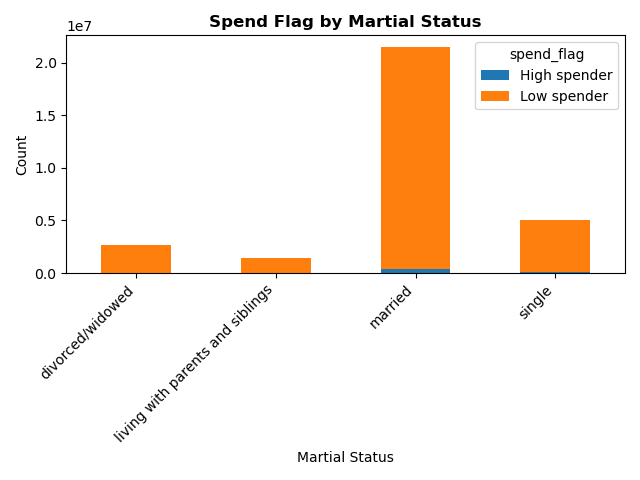 Spend Flag by Martial Status
1e7
spend_flag
High spender
Low spender
Count
2.0
1.5
1.0
0.5
0.0
divorced/widowed
living with parents and siblings
married
single
Martial Status